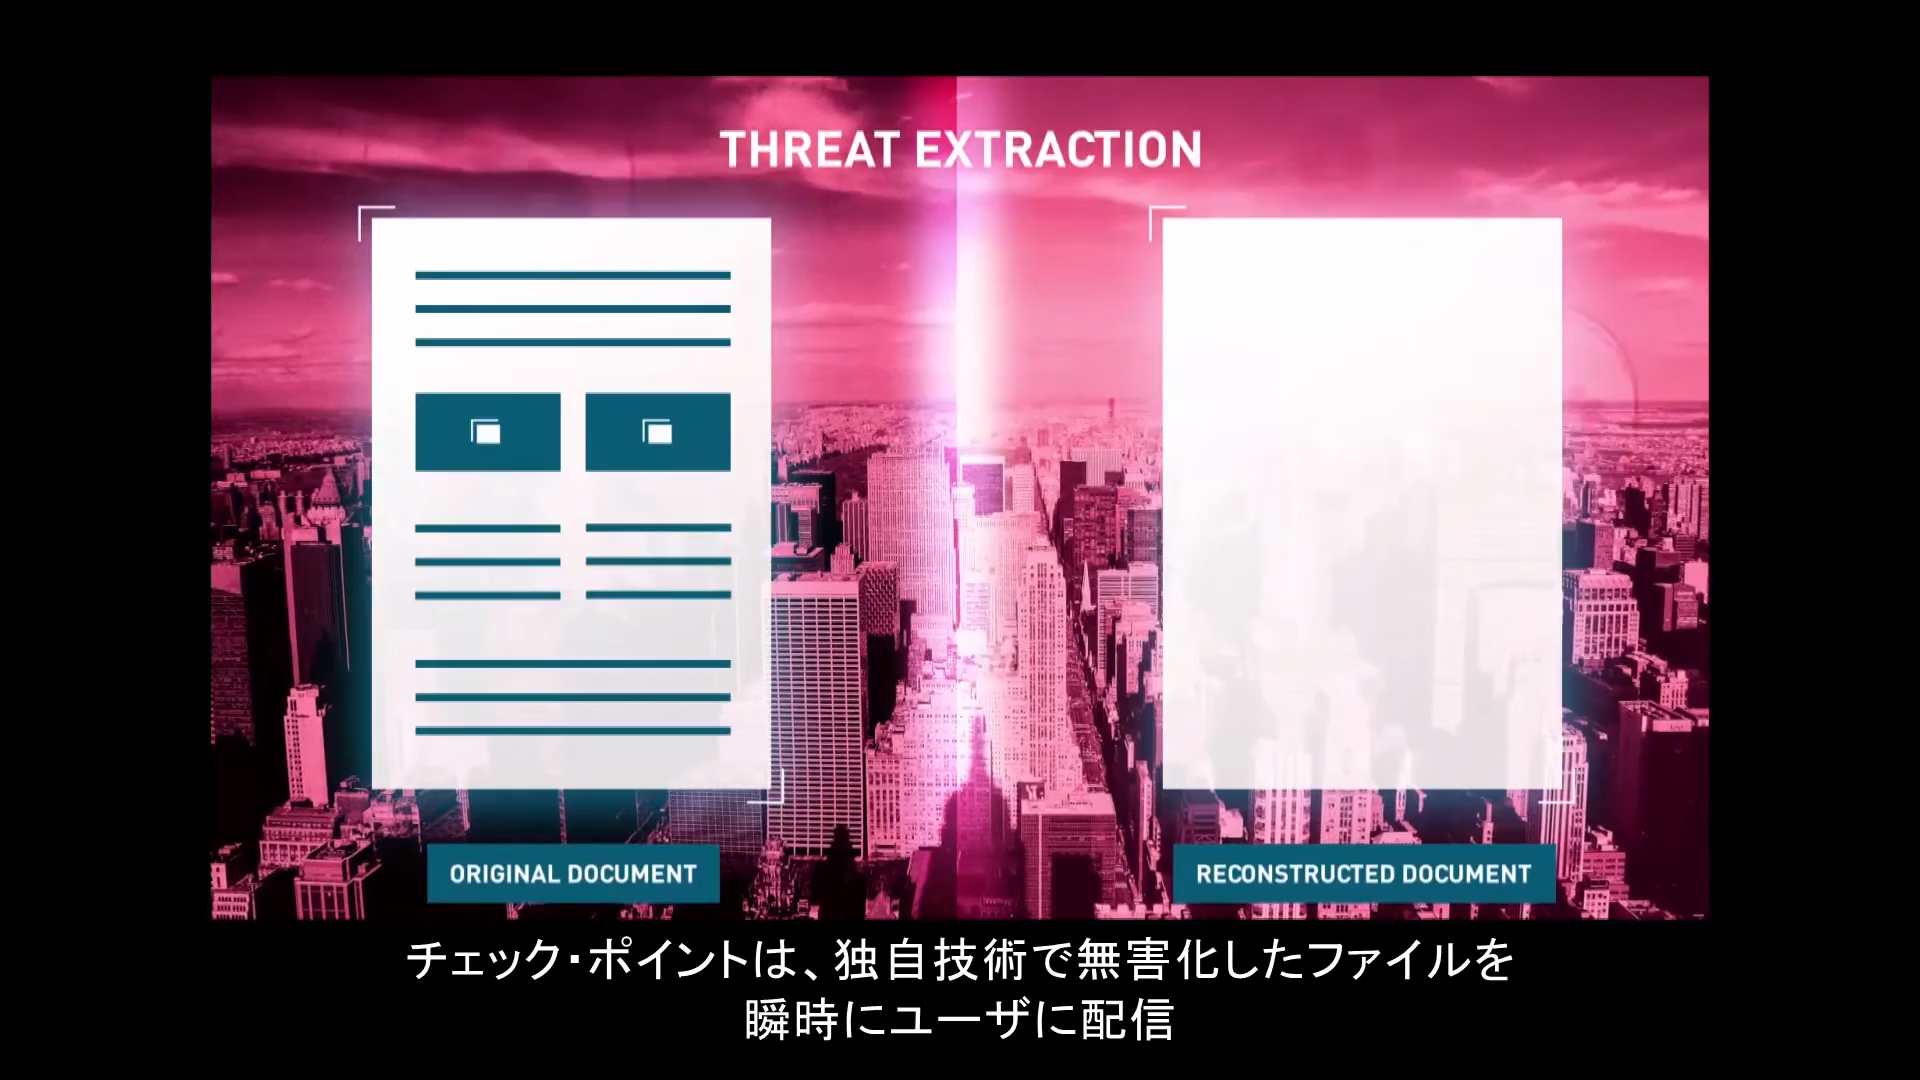 THREAT EXTRACTION
ORIGINAL DOCUMENT
RECONSTRUCTED DOCUMENT
チェック・ポイントは、独自技術で無害化したファイルを
瞬時にユーザに配信